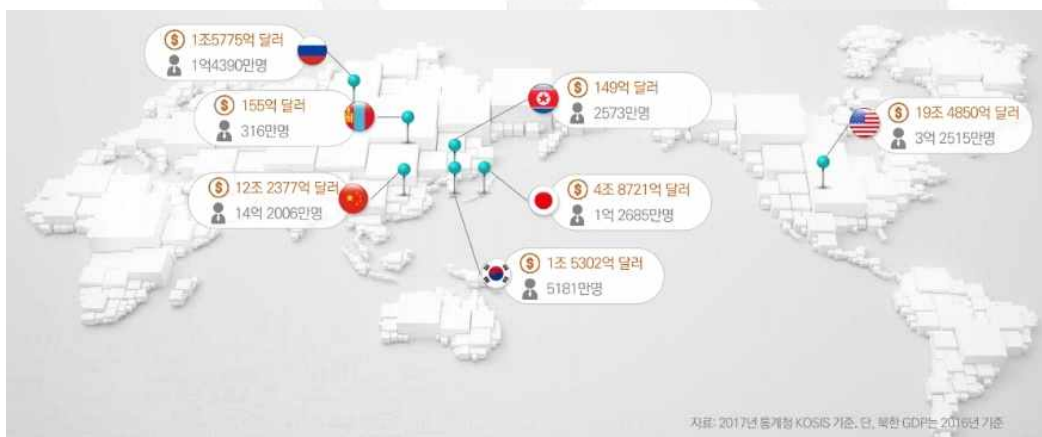 1조5775억 달러
1억4390만명
155억 달러
316만명
12조 2377억 달러
14억 2006만명
149억 달러
2573만명
4조 8721억 달러
1억 2685만명
1조 5302억 달러
5181만명
19조 4850억 달러
3억 2515만명
자료: 2017년 통계청 KOSIS 기준. 단, 북한 GDP는 2016년 기준